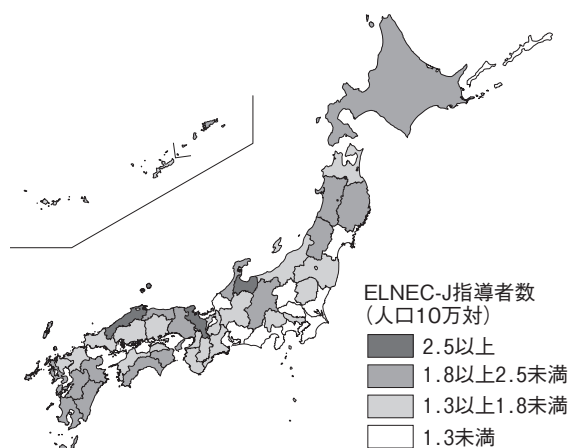 ELNEC-J指導者数
(人口10万対)
2.5以上
1.8以上2.5未満
1.3以上1.8未満
1.3未満